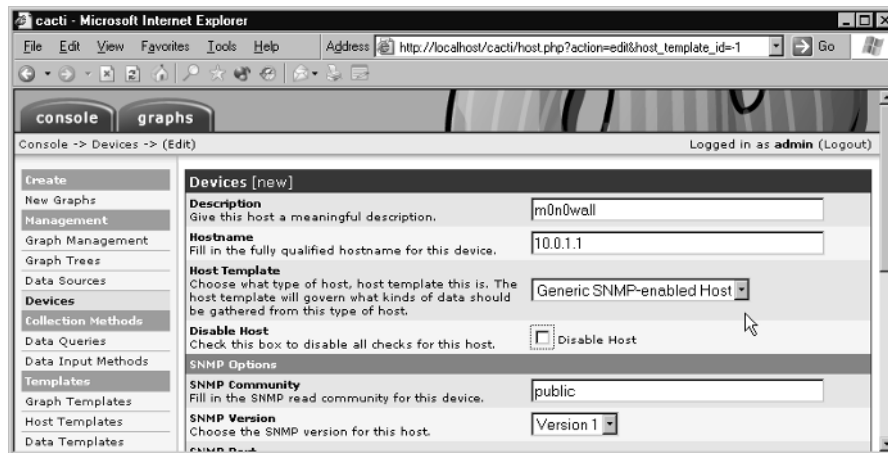 cacti - Microsoft Internet Explorer
File Edit View Favorites Tools Help Address http://localhost/cacti/host.php?action=edit&host_template_id=-1 Go
console graphs
Console -> Devices -> (Edit) Logged in as admin (Logout)
Create
New Graphs
Management
Graph Management
Graph Trees
Data Sources
Devices
Collection Methods
Data Queries
Data Input Methods
Templates
Graph Templates
Host Templates
Data Templates
Devices [new]
Description
Give this host a meaningful description.
m0n0wall
Hostname
Fill in the fully qualified hostname for this device.
10.0.1.1
Host Template
Choose what type of host, host template this is. The
host template will govern what kinds of data should
be gathered from this type of host.
Generic SNMP-enabled Host
Disable Host
Check this box to disable all checks for this host.
Disable Host
SNMP Options
SNMP Community
Fill in the SNMP read community for this device.
public
SNMP Version
Choose the SNMP version for this host.
Version 1